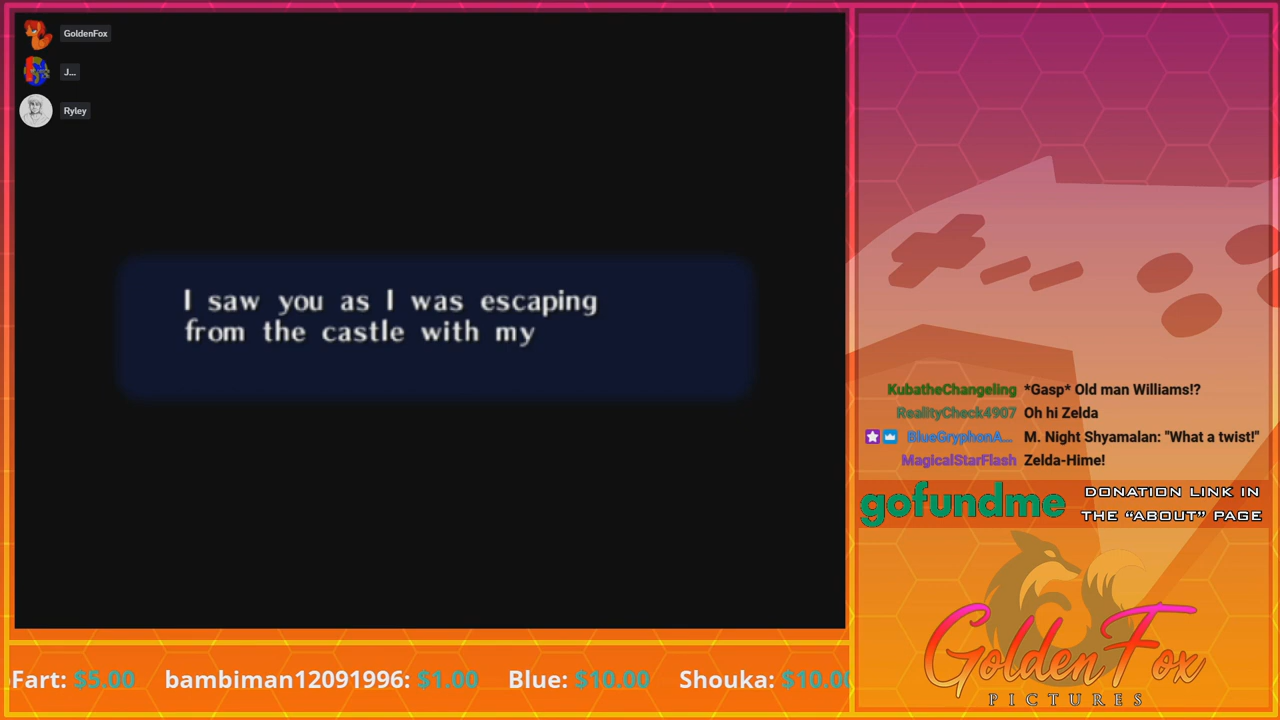 GoldenFox
J...
Ryley
I saw you as I was escaping
from the castle with my
KubatheChangeling *Gasp* Old man Williams!?
RealityCheck4907 Oh hi Zelda
BlueGryphonA... M. Night Shyamalan: "What a twist!"
MagicalStarFlash Zelda-Hime!
gofundme
DONATION LINK IN
THE "ABOUT" PAGE
GoldenFox
PICTURES
Fart: $5.00 bambiman12091996: $1.00 Blue: $10.00 Shouka: $10.00